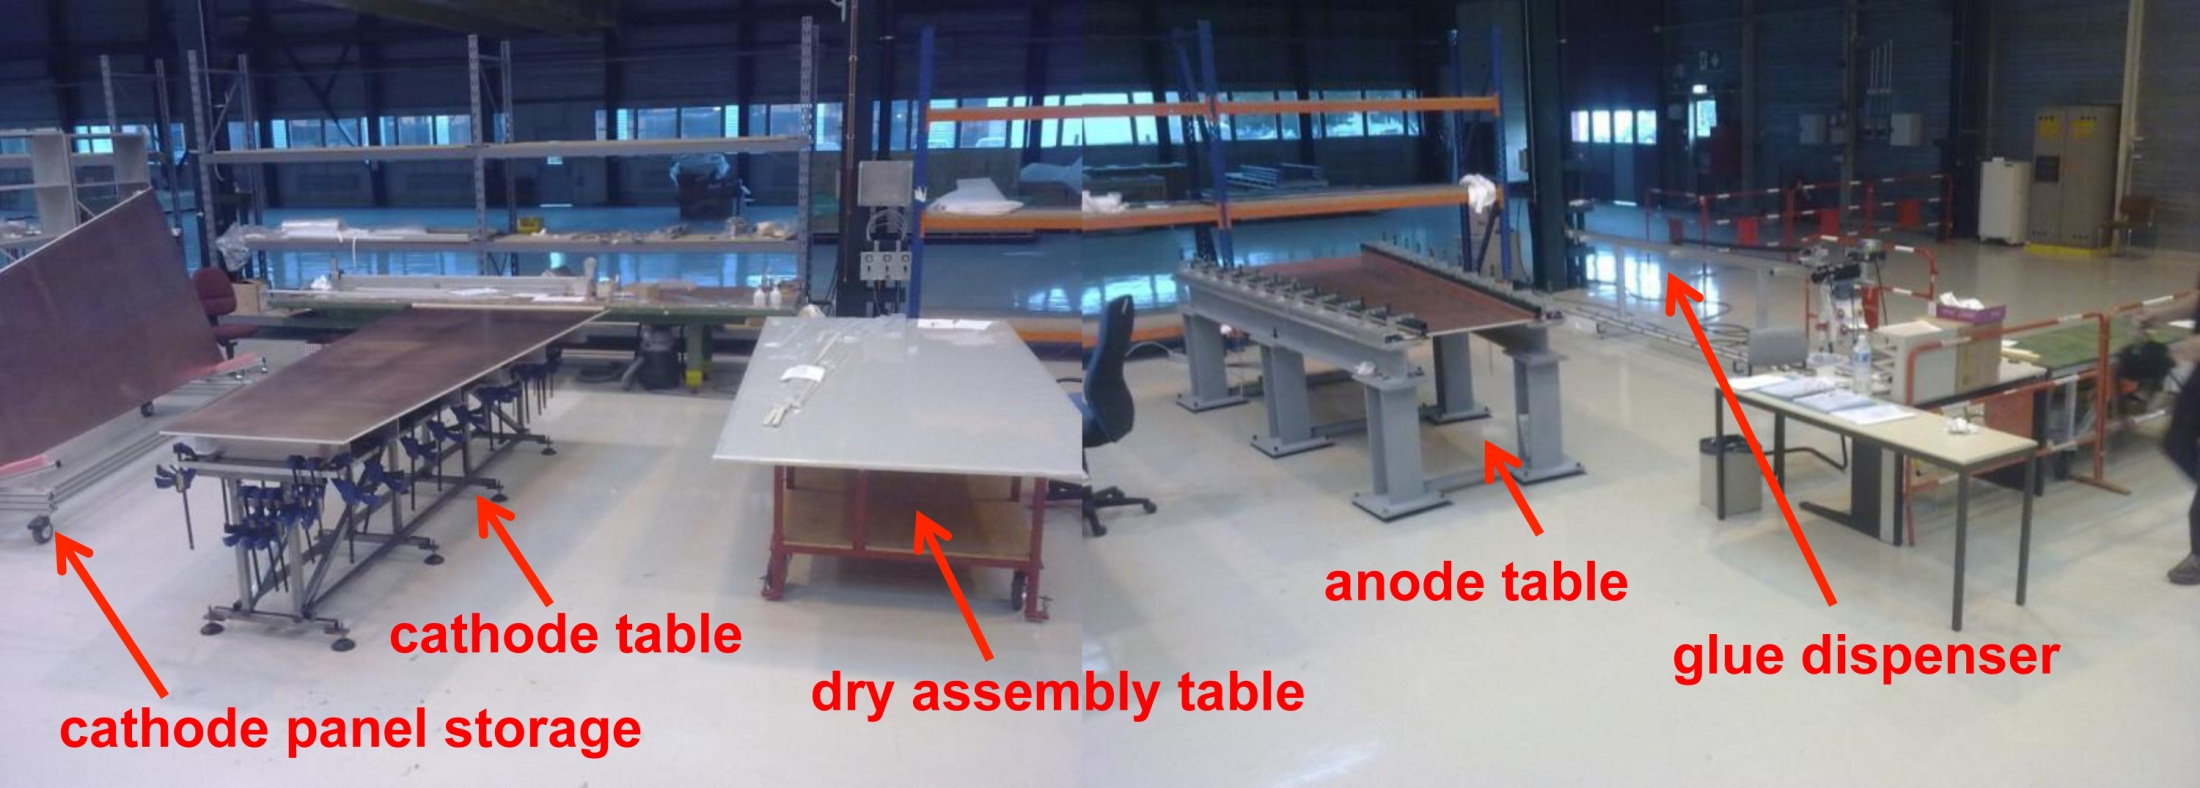 anode table
cathode table
glue dispenser
dry assembly table
cathode panel storage